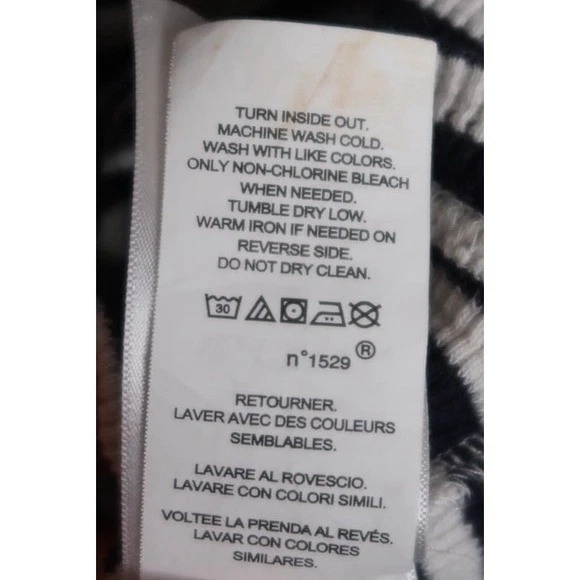 TURN INSIDE OUT.
MACHINE WASH COLD.
WASH WITH LIKE COLORS.
ONLY NON-CHLORINE BLEACH
WHEN NEEDED.
TUMBLE DRY LOW.
WARM IRON IF NEEDED ON
REVERSE SIDE.
DO NOT DRY CLEAN.
30
n°1529 ®
RETOURNER.
LAVER AVEC DES COULEURS
SEMBLABLES.
LAVARE AL ROVESCIO.
LAVARE CON COLORI SIMILI.
VOLTEE LA PRENDA AL REVÉS.
LAVAR CON COLORES
SIMILARES.